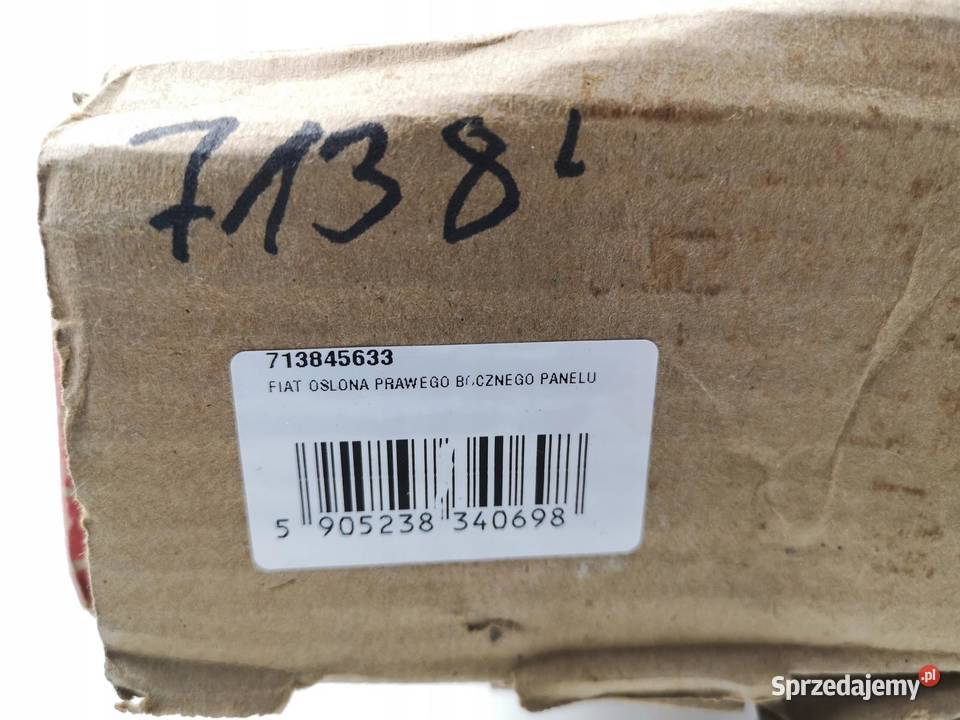 7138
713845633
FIAT OSLONA PRAWEGO BOCZNEGO PANELU
5 905238 340698
Sprzedajemy.pl